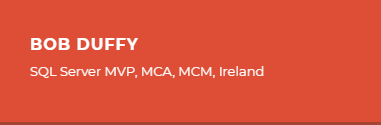 BOB DUFFY
SQL Server MVP, MCA, MCM, Ireland